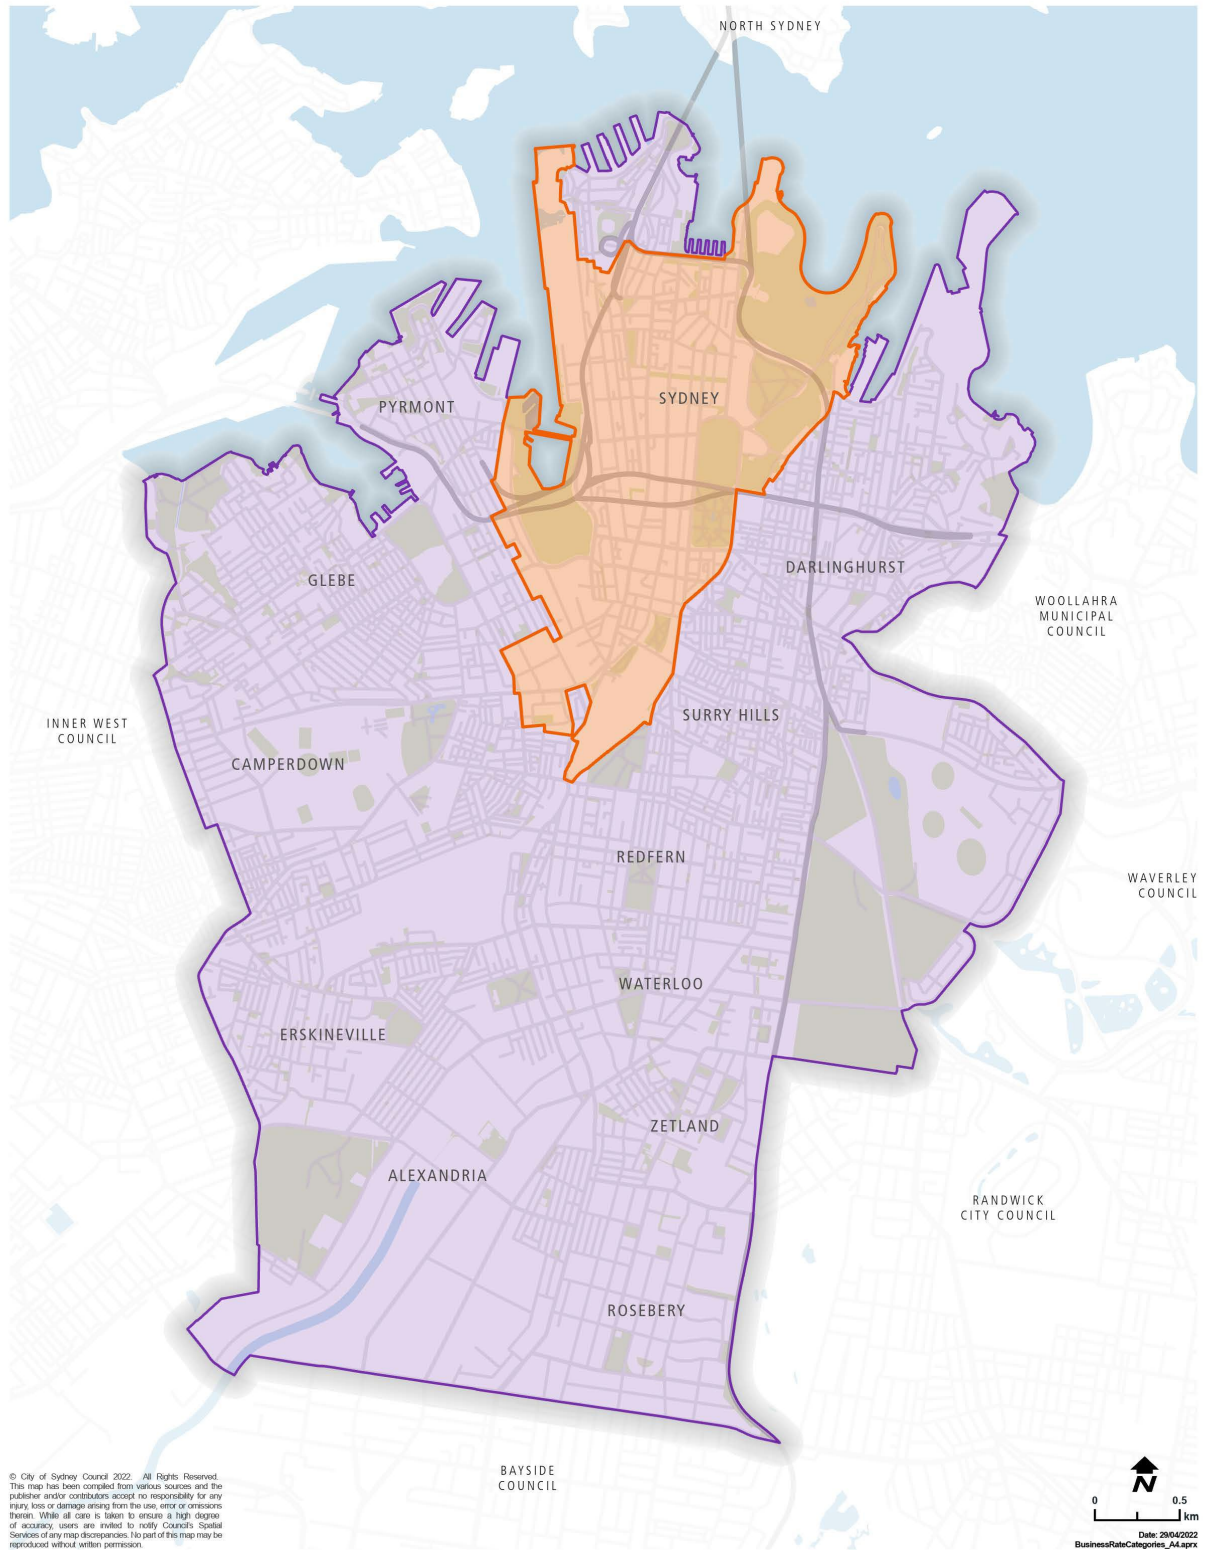 NORTH SYDNEY
SYDNEY
PYRMONT
DARLINGHURST
GLEBE
WOOLLAHRA
MUNICIPAL
COUNCIL
SURRY HILLS
INNER WEST
COUNCIL
CAMPERDOWN
REDFERN
WAVERLEY
COUNCIL
WATERLOO
ERSKINEVILLE
ZETLAND
ALEXANDRIA
RANDWICK
CITY COUNCIL
ROSEBERY
BAYSIDE
COUNCIL
© City of Sydney Council 2022. All Rights Reserved.
This map has been compiled from various sources and the
publisher and/or contributors accept no responsibility for any
injury, loss or damage arising from the use, error or omissions
therein. While all care is taken to ensure a high degree
of accuracy, users are invited to notify Council's Spatial
Services of any map discrepancies. No part of this map may be
reproduced without written permission.
N
0 0.5
km
Date: 29/04/2022
BusinessRateCategories_A4.aprx